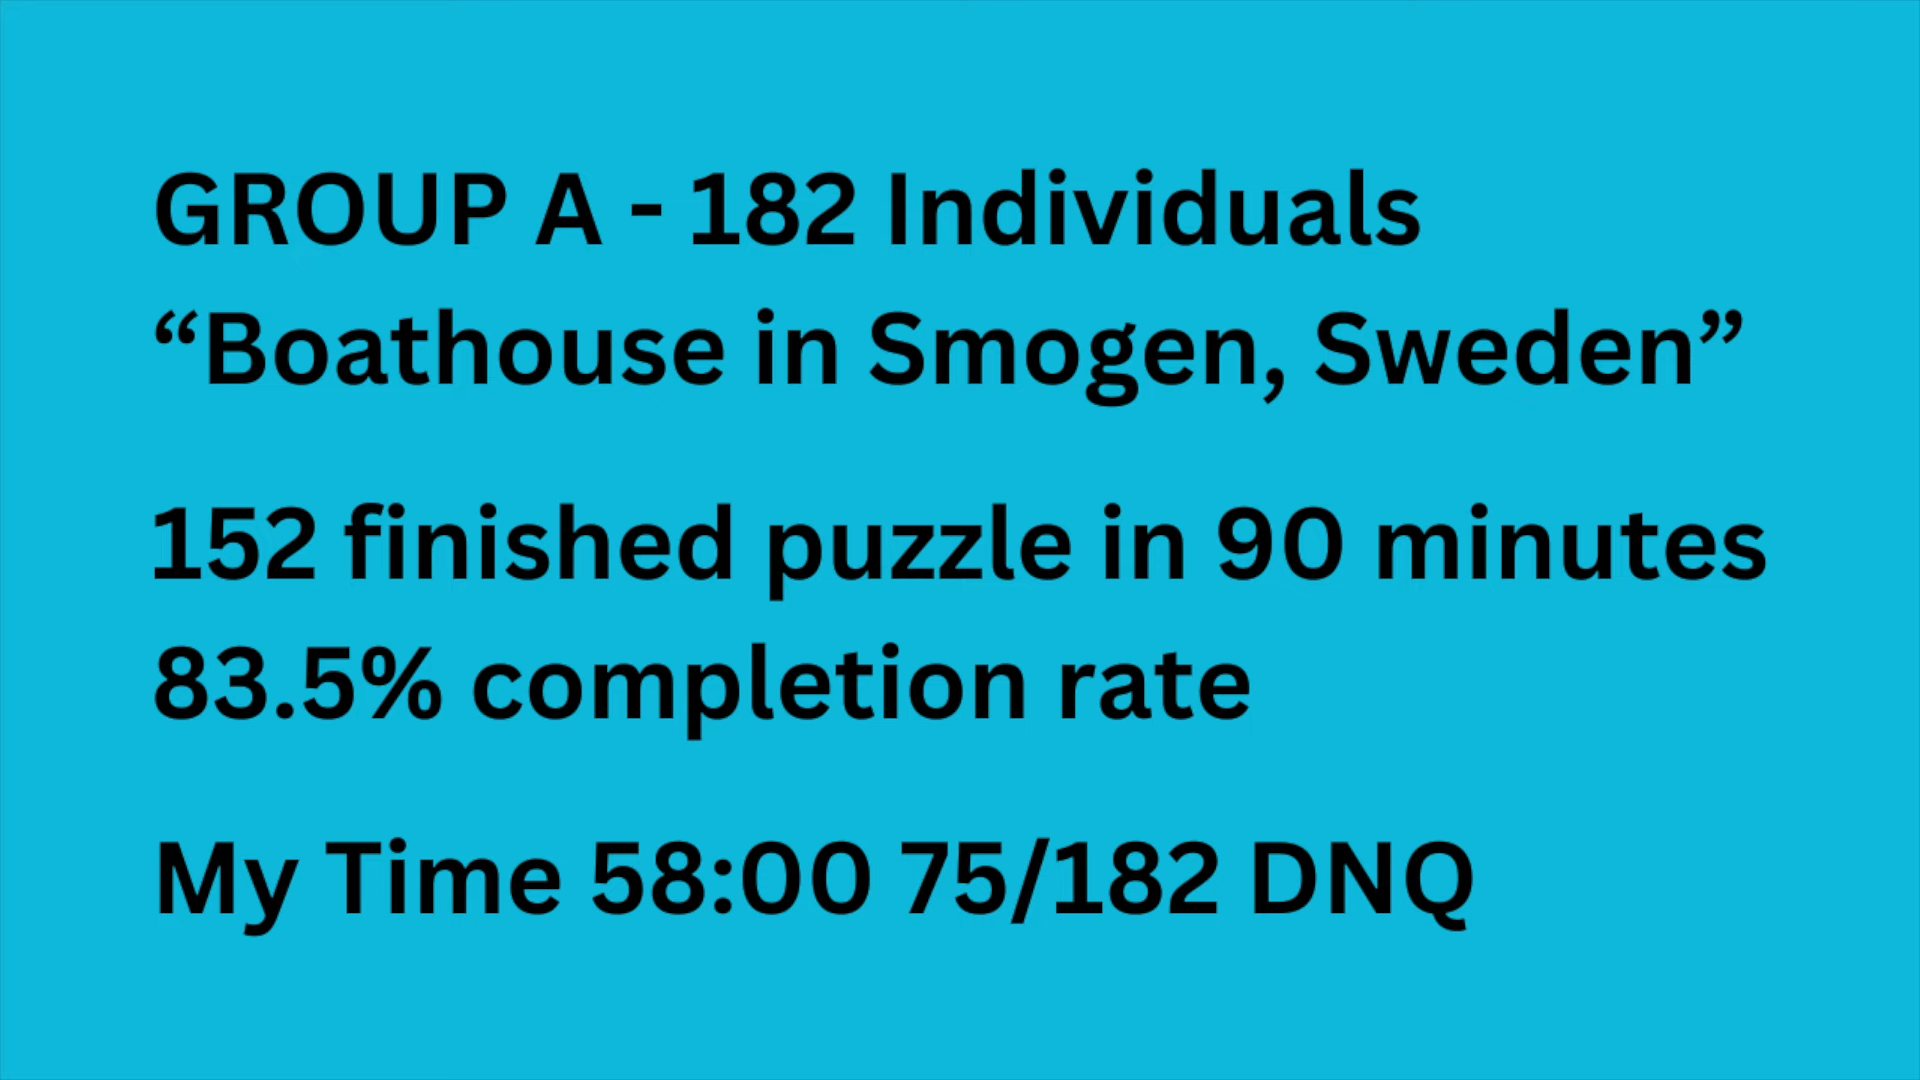 GROUP A - 182 Individuals
“Boathouse in Smogen, Sweden”
152 finished puzzle in 90 minutes
83.5% completion rate
My Time 58:00 75/182 DNQ